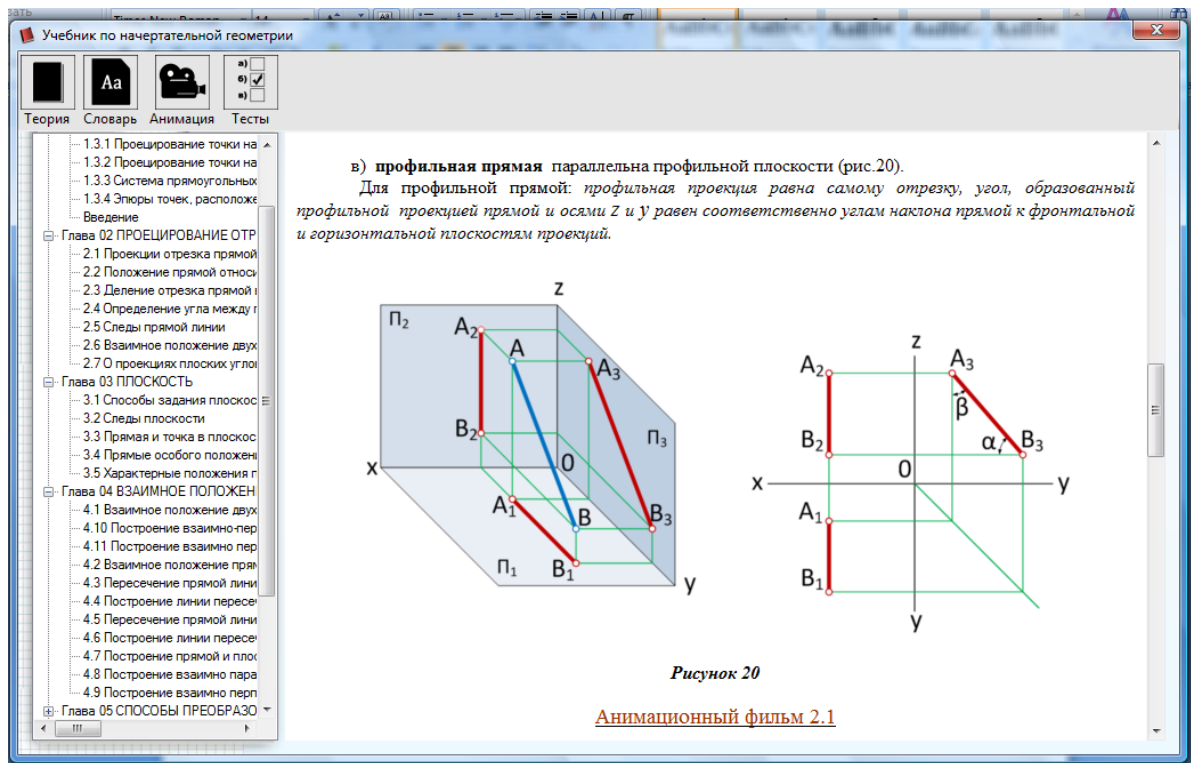 Учебник по начертательной геометрии
а)
б)
в)
Aa
Теория Словарь Анимация Тесты
1.3.1 Проецирование точки на
1.3.2 Проецирование точки на
1.3.3 Система прямоугольных
1.3.4 Эпюры точек, расположе
Введение
Глава 02 ПРОЕЦИРОВАНИЕ ОТР
2.1 Проекции отрезка прямой
2.2 Положение прямой относи
2.3 Деление отрезка прямой
2.4 Определение угла между
2.5 Следы прямой линии
2.6 Взаимное положение двух
2.7 О проекциях плоских угло
Глава 03 ПЛОСКОСТЬ
3.1 Способы задания плоскос
3.2 Следы плоскости
3.3 Прямая и точка в плоскос
3.4 Прямые особого положен
3.5 Характерные положения
Глава 04 ВЗАИМНОЕ ПОЛОЖЕН
4.1 Взаимное положение двух
4.10 Построение взаимно-пер
4.11 Построение взаимно пер
4.2 Взаимное положение прям
4.3 Пересечение прямой лини
4.4 Построение линии пересе
4.5 Пересечение прямой лини
4.6 Построение линии пересе
4.7 Построение прямой и плос
4.8 Построение взаимно пара
4.9 Построение взаимно перп
Глава 05 СПОСОБЫ ПРЕОБРАЗО
в) профильная прямая параллельна профильной плоскости (рис.20).
Для профильной прямой: профильная проекция равна самому отрезку, угол, образованный
профильной проекцией прямой и осями z и y равен соответственно углам наклона прямой к фронтальной
и горизонтальной плоскостям проекций.
z
П2
A2
A
A3
B2
П3
x
0
A1
B
B3
П1
B1
y
z
A2
A3
β
B2
α
B3
0
x
y
A1
B1
y
Рисунок 20
Анимационный фильм 2.1